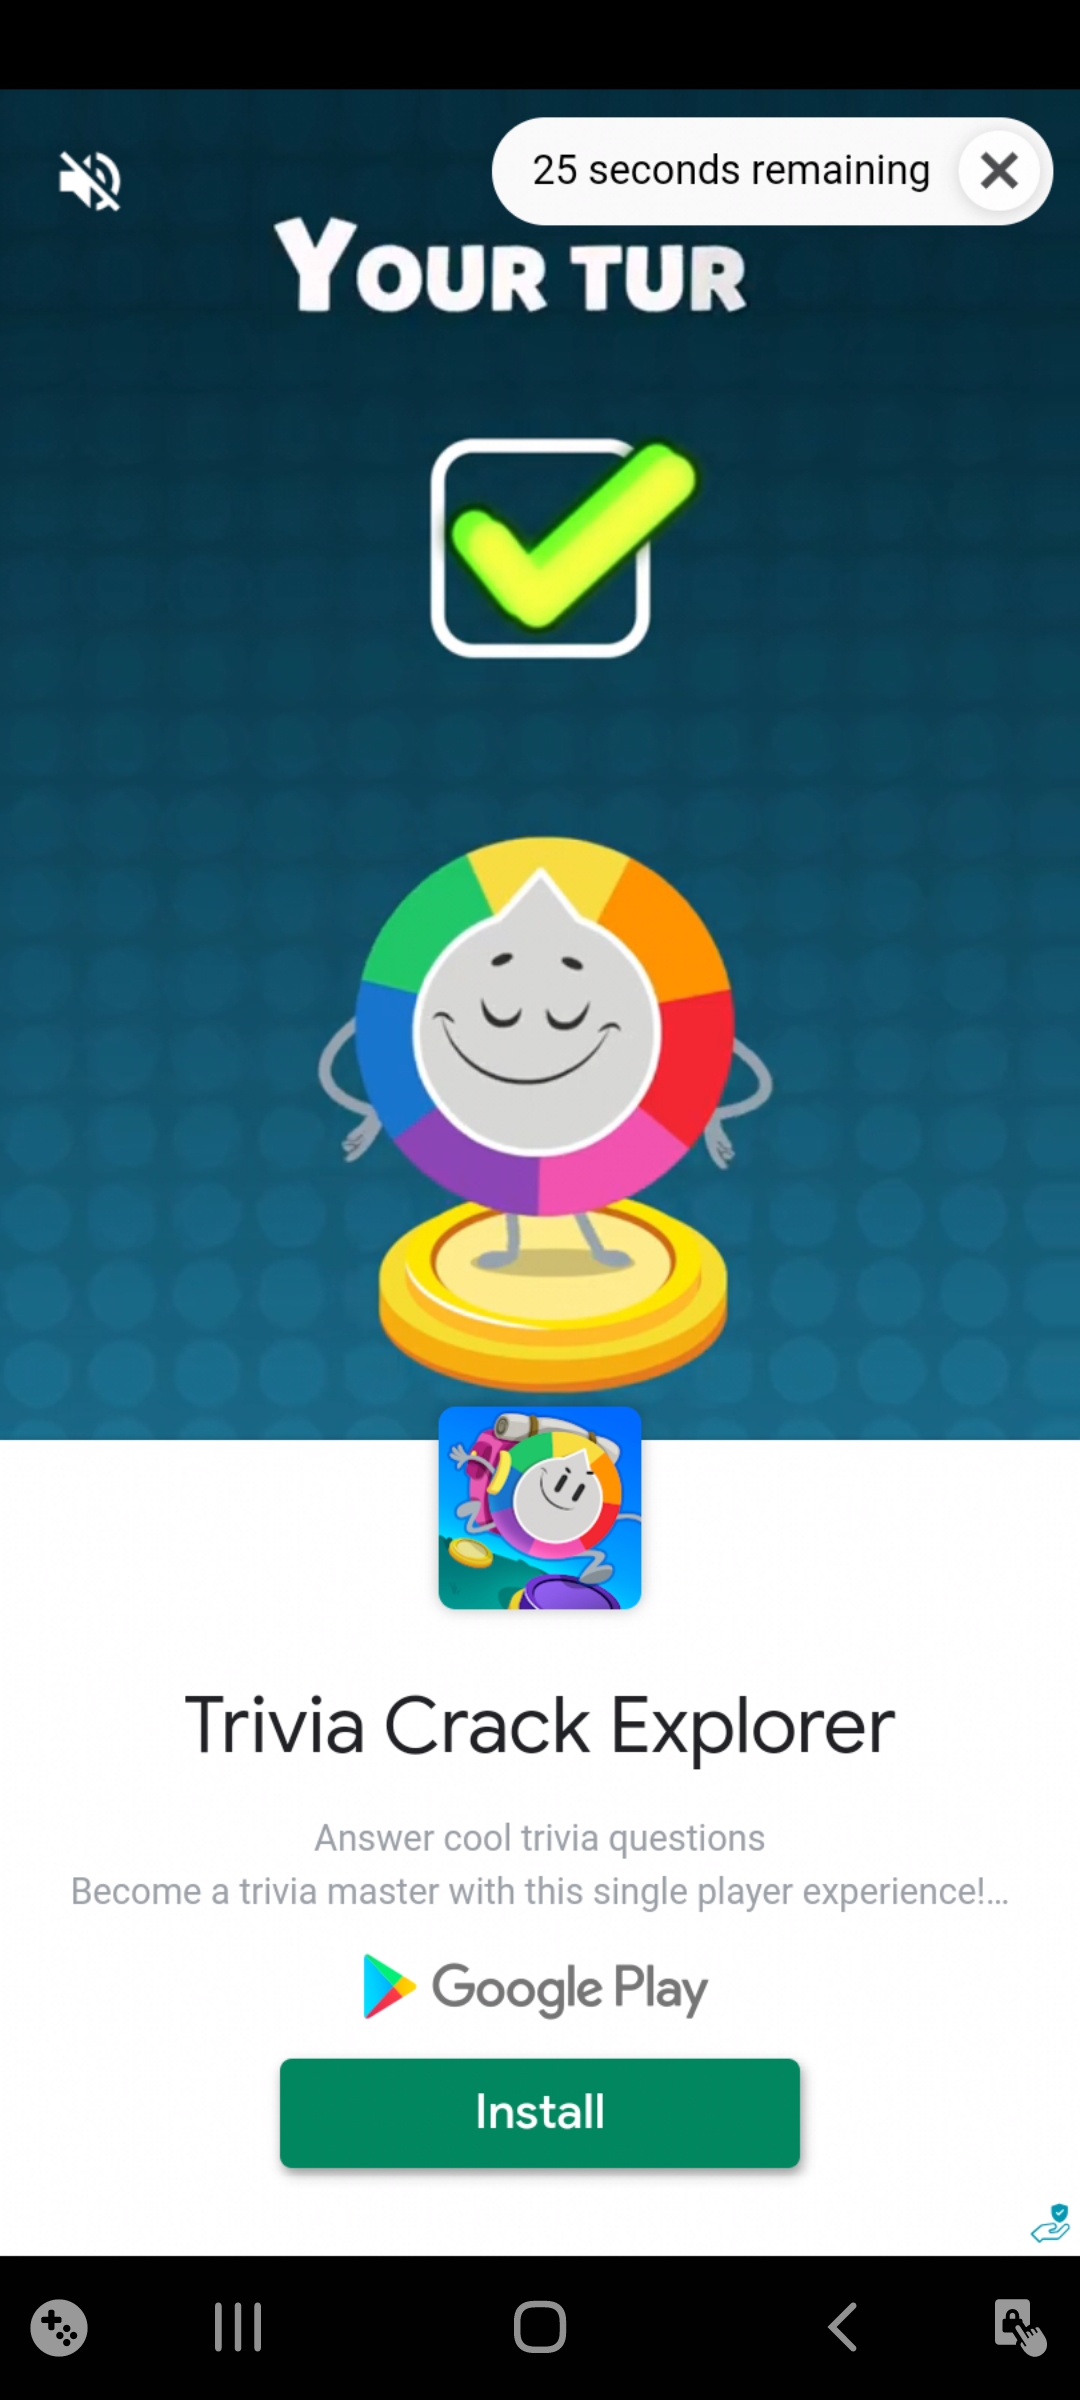 25 seconds remaining
YOUR TUR
Trivia Crack Explorer
Answer cool trivia questions
Become a trivia master with this single player experience!...
Google Play
Install